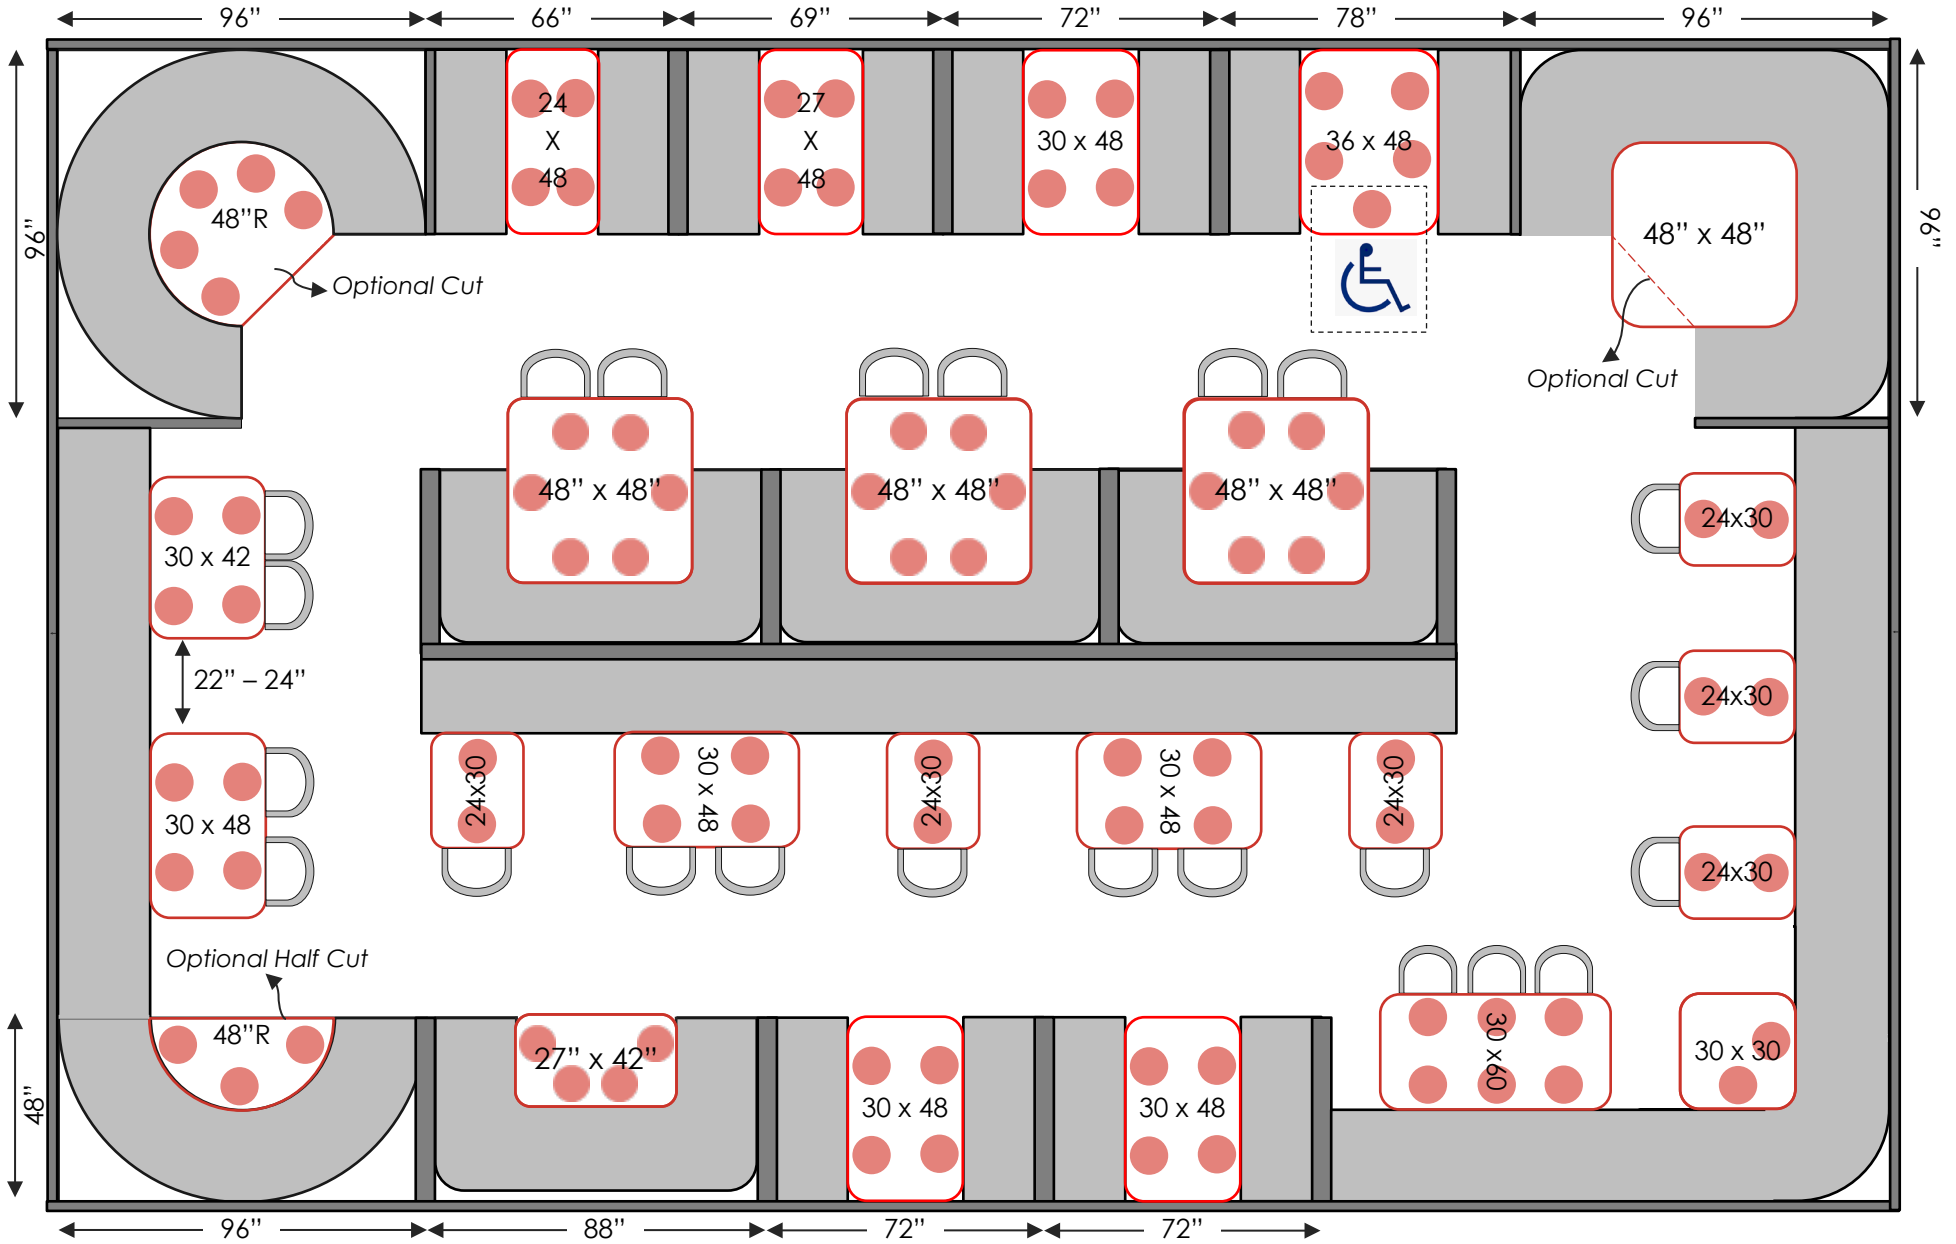 96”
66”
69”
72”
78”
96”
24
X
48
27
X
48
30 x 48
36 x 48
48”R
48” x 48”
96”
96”
Optional Cut
Optional Cut
48” x 48”
48” x 48”
48” x 48”
30 x 42
24x30
22” – 24”
24x30
24x30
30 x 48
24x30
30 x 48
24x30
30 x 48
24x30
Optional Half Cut
48”R
27” x 42”
30 x 48
30 x 48
30 x60
30 x 30
48”
96”
88”
72”
72”